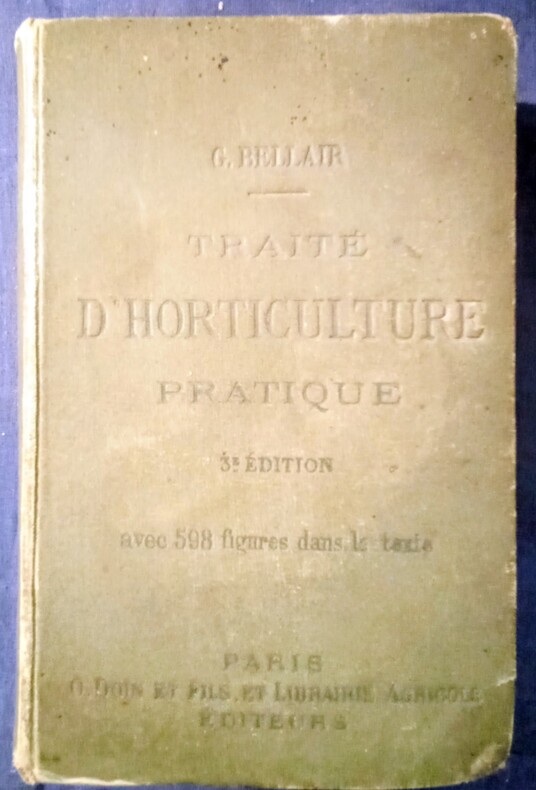 G. BELLAIR
TRAITÉ
D'HORTICULTURE
PRATIQUE
3E ÉDITION
avec 598 figures dans le texte
PARIS
O. DOIN ET FILS, ET LIBRAIRIE AGRICOLE
ÉDITEURS